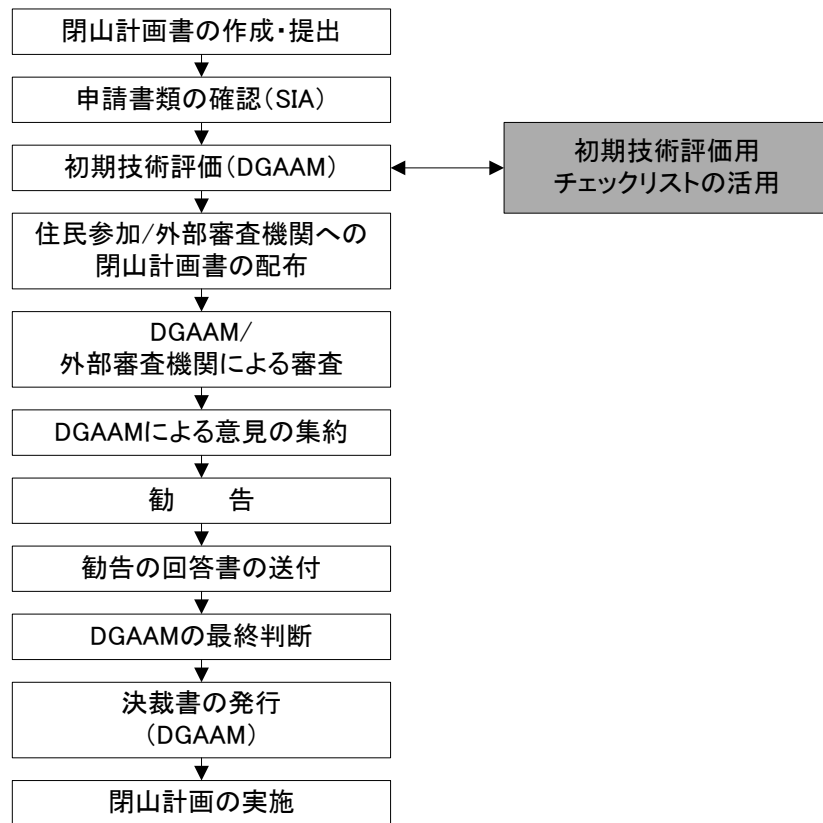 閉山計画書の作成・提出
申請書類の確認(SIA)
初期技術評価(DGAAM)
初期技術評価用
チェックリストの活用
住民参加/外部審査機関への
閉山計画書の配布
DGAAM/
外部審査機関による審査
DGAAMによる意見の集約
勧　　告
勧告の回答書の送付
DGAAMの最終判断
決裁書の発行
(DGAAM)
閉山計画の実施